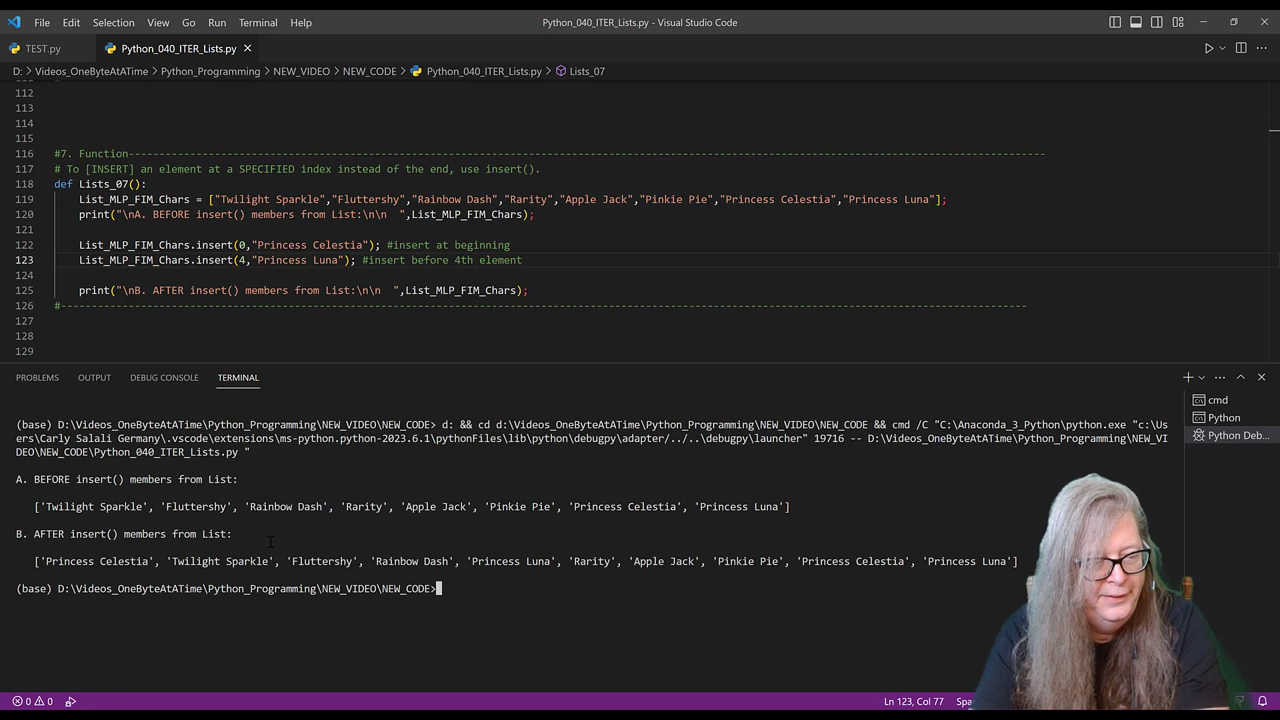 File Edit Selection View Go Run Terminal Help
Python_040_ITER_Lists.py - Visual Studio Code
TEST.py
Python_040_ITER_Lists.py
D: > Videos_OneByteAtATime > Python_Programming > NEW_VIDEO > NEW_CODE > Python_040_ITER_Lists.py > Lists_07
112
113
114
115
116 #7. Function----------------------------------------------------------------------------------------------------------------------------------------------------
117 # To [INSERT] an element at a SPECIFIED index instead of the end, use insert().
118 def Lists_07():
119 List_MLP_FIM_Chars = ["Twilight Sparkle","Fluttershy","Rainbow Dash","Rarity","Apple Jack","Pinkie Pie","Princess Celestia","Princess Luna"];
120 print("\nA. BEFORE insert() members from List:\n\n  ",List_MLP_FIM_Chars);
121
122 List_MLP_FIM_Chars.insert(0,"Princess Celestia"); #insert at beginning
123 List_MLP_FIM_Chars.insert(4,"Princess Luna"); #insert before 4th element
124
125 print("\nB. AFTER insert() members from List:\n\n  ",List_MLP_FIM_Chars);
126 #------------------------------------------------------------------------------------------------------------------------------------------------------------
127
128
129
PROBLEMS OUTPUT DEBUG CONSOLE TERMINAL
(base) D:\Videos_OneByteAtATime\Python_Programming\NEW_VIDEO\NEW_CODE> d: && cd d:\Videos_OneByteAtATime\Python_Programming\NEW_VIDEO\NEW_CODE && cmd /C "C:\Anaconda_3_Python\python.exe "c:\Us
ers\Carly Salali Germany\.vscode\extensions\ms-python.python-2023.6.1\pythonFiles\lib\python\debugpy\adapter/../..\debugpy\launcher" 19716 -- D:\Videos_OneByteAtATime\Python_Programming\NEW_VI
DEO\NEW_CODE\Python_040_ITER_Lists.py "
A. BEFORE insert() members from List:
['Twilight Sparkle', 'Fluttershy', 'Rainbow Dash', 'Rarity', 'Apple Jack', 'Pinkie Pie', 'Princess Celestia', 'Princess Luna']
B. AFTER insert() members from List:
['Princess Celestia', 'Twilight Sparkle', 'Fluttershy', 'Rainbow Dash', 'Princess Luna', 'Rarity', 'Apple Jack', 'Pinkie Pie', 'Princess Celestia', 'Princess Luna']
(base) D:\Videos_OneByteAtATime\Python_Programming\NEW_VIDEO\NEW_CODE>
cmd
Python
Python Deb...
0 0
Ln 123, Col 77